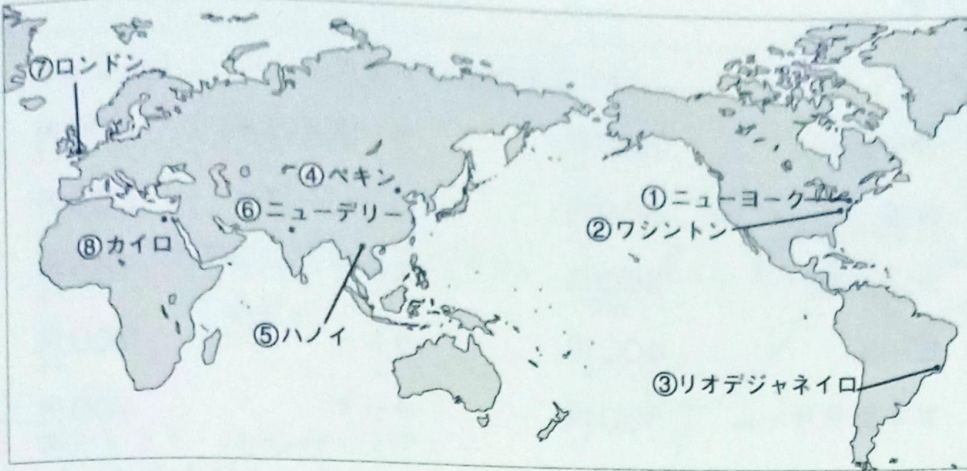 ⑦ロンドン
④ペキン
①ニューヨーク
⑥ニューデリー
②ワシントン
⑧カイロ
⑤ハノイ
③リオデジャネイロ